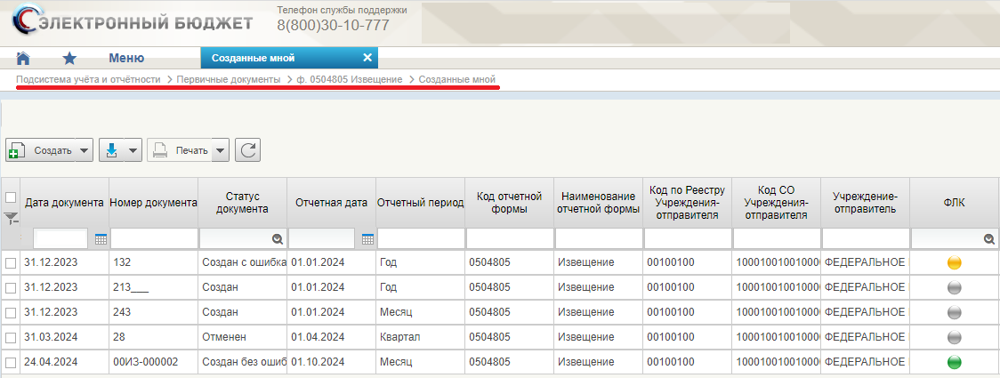 ЭЛЕКТРОННЫЙ БЮДЖЕТ
Телефон службы поддержки
8(800)30-10-777
Меню
Созданные мной
Подсистема учёта и отчётности > Первичные документы > ф. 0504805 Извещение > Созданные мной
Создать Печать
Дата документа Номер документа Статус документа Отчетная дата Отчетный период Код отчетной формы Наименование отчетной формы Код по Реестру Учреждения-отправителя Код СО Учреждения-отправителя Учреждение-отправитель ФЛК
31.12.2023 132 Создан с ошибка 01.01.2024 Год 0504805 Извещение 00100100 1000100100100 ФЕДЕРАЛЬНОЕ
31.12.2023 213___ Создан 01.01.2024 Год 0504805 Извещение 00100100 1000100100100 ФЕДЕРАЛЬНОЕ
31.12.2023 243 Создан 01.01.2024 Месяц 0504805 Извещение 00100100 1000100100100 ФЕДЕРАЛЬНОЕ
31.03.2024 28 Отменен 01.04.2024 Квартал 0504805 Извещение 00100100 1000100100100 ФЕДЕРАЛЬНОЕ
24.04.2024 00ИЗ-000002 Создан без ошиб 01.10.2024 Месяц 0504805 Извещение 00100100 1000100100100 ФЕДЕРАЛЬНОЕ